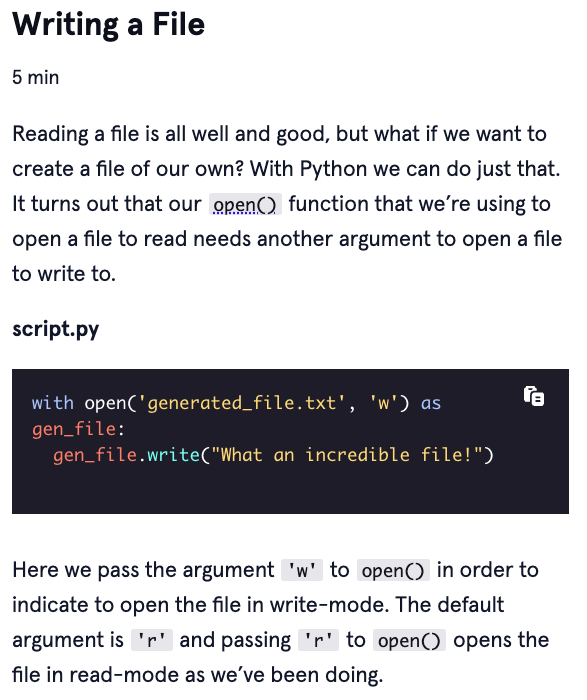 Writing a File
5 min
Reading a file is all well and good, but what if we want to
create a file of our own? With Python we can do just that.
It turns out that our open() function that we’re using to
open a file to read needs another argument to open a file
to write to.
script.py
with open('generated_file.txt', 'w') as
gen_file:
  gen_file.write("What an incredible file!")
Here we pass the argument 'w' to open() in order to
indicate to open the file in write-mode. The default
argument is 'r' and passing 'r' to open() opens the
file in read-mode as we’ve been doing.